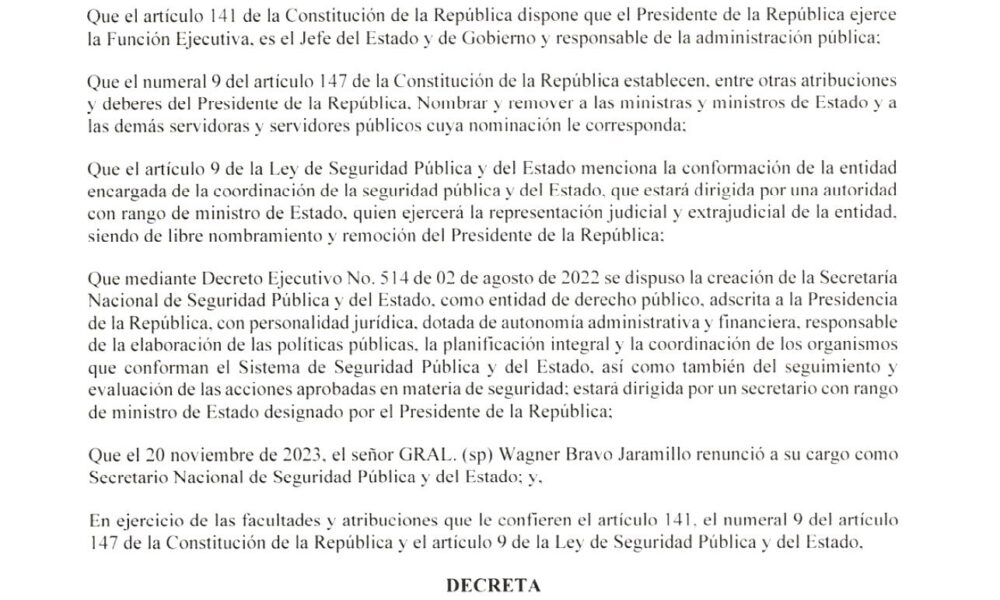 Que el artículo 141 de la Constitución de la República dispone que el Presidente de la República ejerce
la Función Ejecutiva, es el Jefe del Estado y de Gobierno y responsable de la administración pública;
Que el numeral 9 del artículo 147 de la Constitución de la República establecen, entre otras atribuciones
y deberes del Presidente de la República, Nombrar y remover a las ministras y ministros de Estado y a
las demás servidoras y servidores públicos cuya nominación le corresponda;
Que el artículo 9 de la Ley de Seguridad Pública y del Estado menciona la conformación de la entidad
encargada de la coordinación de la seguridad pública y del Estado, que estará dirigida por una autoridad
con rango de ministro de Estado, quien ejercerá la representación judicial y extrajudicial de la entidad,
siendo de libre nombramiento y remoción del Presidente de la República;
Que mediante Decreto Ejecutivo No. 514 de 02 de agosto de 2022 se dispuso la creación de la Secretaría
Nacional de Seguridad Pública y del Estado, como entidad de derecho público, adscrita a la Presidencia
de la República, con personalidad jurídica, dotada de autonomía administrativa y financiera, responsable
de la elaboración de las políticas públicas, la planificación integral y la coordinación de los organismos
que conforman el Sistema de Seguridad Pública y del Estado, así como también del seguimiento y
evaluación de las acciones aprobadas en materia de seguridad; estará dirigida por un secretario con rango
de ministro de Estado designado por el Presidente de la República;
Que el 20 noviembre de 2023, el señor GRAL. (sp) Wagner Bravo Jaramillo renunció a su cargo como
Secretario Nacional de Seguridad Pública y del Estado; y,
En ejercicio de las facultades y atribuciones que le confieren el artículo 141, el numeral 9 del artículo
147 de la Constitución de la República y el artículo 9 de la Ley de Seguridad Pública y del Estado,
DECRETA